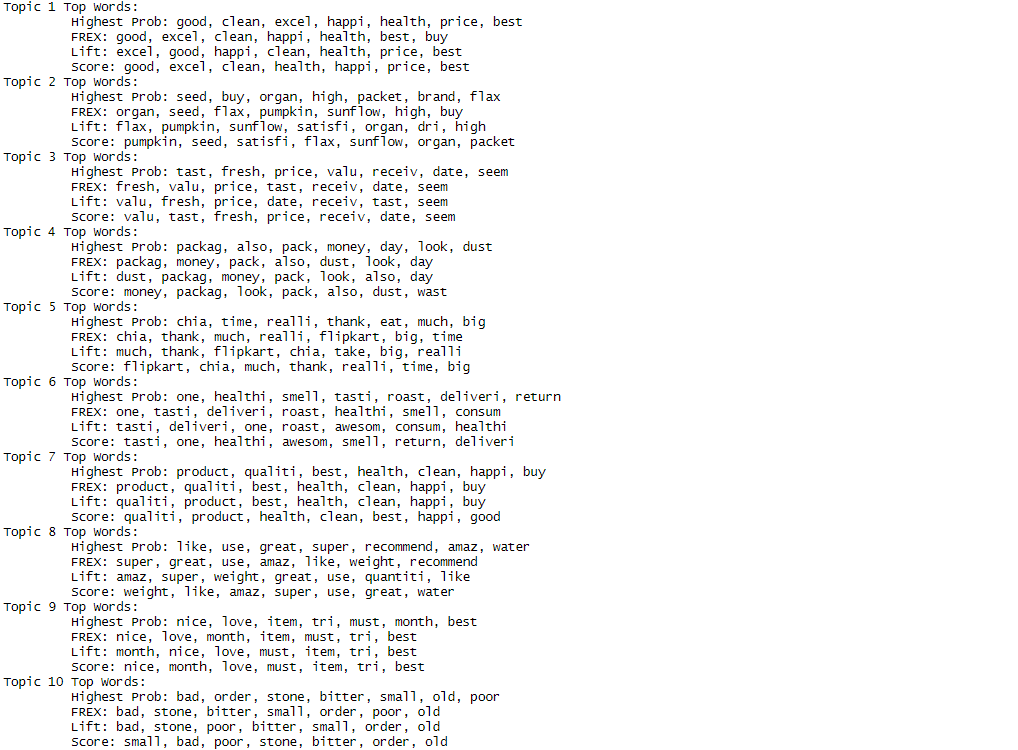 Topic 1 Top Words:
Highest Prob: good, clean, excel, happi, health, price, best
FREX: good, excel, clean, happi, health, best, buy
Lift: excel, good, happi, clean, health, price, best
Score: good, excel, clean, health, happi, price, best
Topic 2 Top Words:
Highest Prob: seed, buy, organ, high, packet, brand, flax
FREX: organ, seed, flax, pumpkin, sunflow, high, buy
Lift: flax, pumpkin, sunflow, satisfi, organ, dri, high
Score: pumpkin, seed, satisfi, flax, sunflow, organ, packet
Topic 3 Top Words:
Highest Prob: tast, fresh, price, valu, receiv, date, seem
FREX: fresh, valu, price, tast, receiv, date, seem
Lift: valu, fresh, price, date, receiv, tast, seem
Score: valu, tast, fresh, price, receiv, date, seem
Topic 4 Top Words:
Highest Prob: packag, also, pack, money, day, look, dust
FREX: packag, money, pack, also, dust, look, day
Lift: dust, packag, money, pack, look, also, day
Score: money, packag, look, pack, also, dust, wast
Topic 5 Top Words:
Highest Prob: chia, time, realli, thank, eat, much, big
FREX: chia, thank, much, realli, flipkart, big, time
Lift: much, thank, flipkart, chia, take, big, realli
Score: flipkart, chia, much, thank, realli, time, big
Topic 6 Top Words:
Highest Prob: one, healthi, smell, tasti, roast, deliveri, return
FREX: one, tasti, deliveri, roast, healthi, smell, consum
Lift: tasti, deliveri, one, roast, awesom, consum, healthi
Score: tasti, one, healthi, awesom, smell, return, deliveri
Topic 7 Top Words:
Highest Prob: product, qualiti, best, health, clean, happi, buy
FREX: product, qualiti, best, health, clean, happi, buy
Lift: qualiti, product, best, health, clean, happi, buy
Score: qualiti, product, health, clean, best, happi, good
Topic 8 Top Words:
Highest Prob: like, use, great, super, recommend, amaz, water
FREX: super, great, use, amaz, like, weight, recommend
Lift: amaz, super, weight, great, use, quantiti, like
Score: weight, like, amaz, super, use, great, water
Topic 9 Top Words:
Highest Prob: nice, love, item, tri, must, month, best
FREX: nice, love, month, item, must, tri, best
Lift: month, nice, love, must, item, tri, best
Score: nice, month, love, must, item, tri, best
Topic 10 Top Words:
Highest Prob: bad, order, stone, bitter, small, old, poor
FREX: bad, stone, bitter, small, order, poor, old
Lift: bad, stone, poor, bitter, small, order, old
Score: small, bad, poor, stone, bitter, order, old